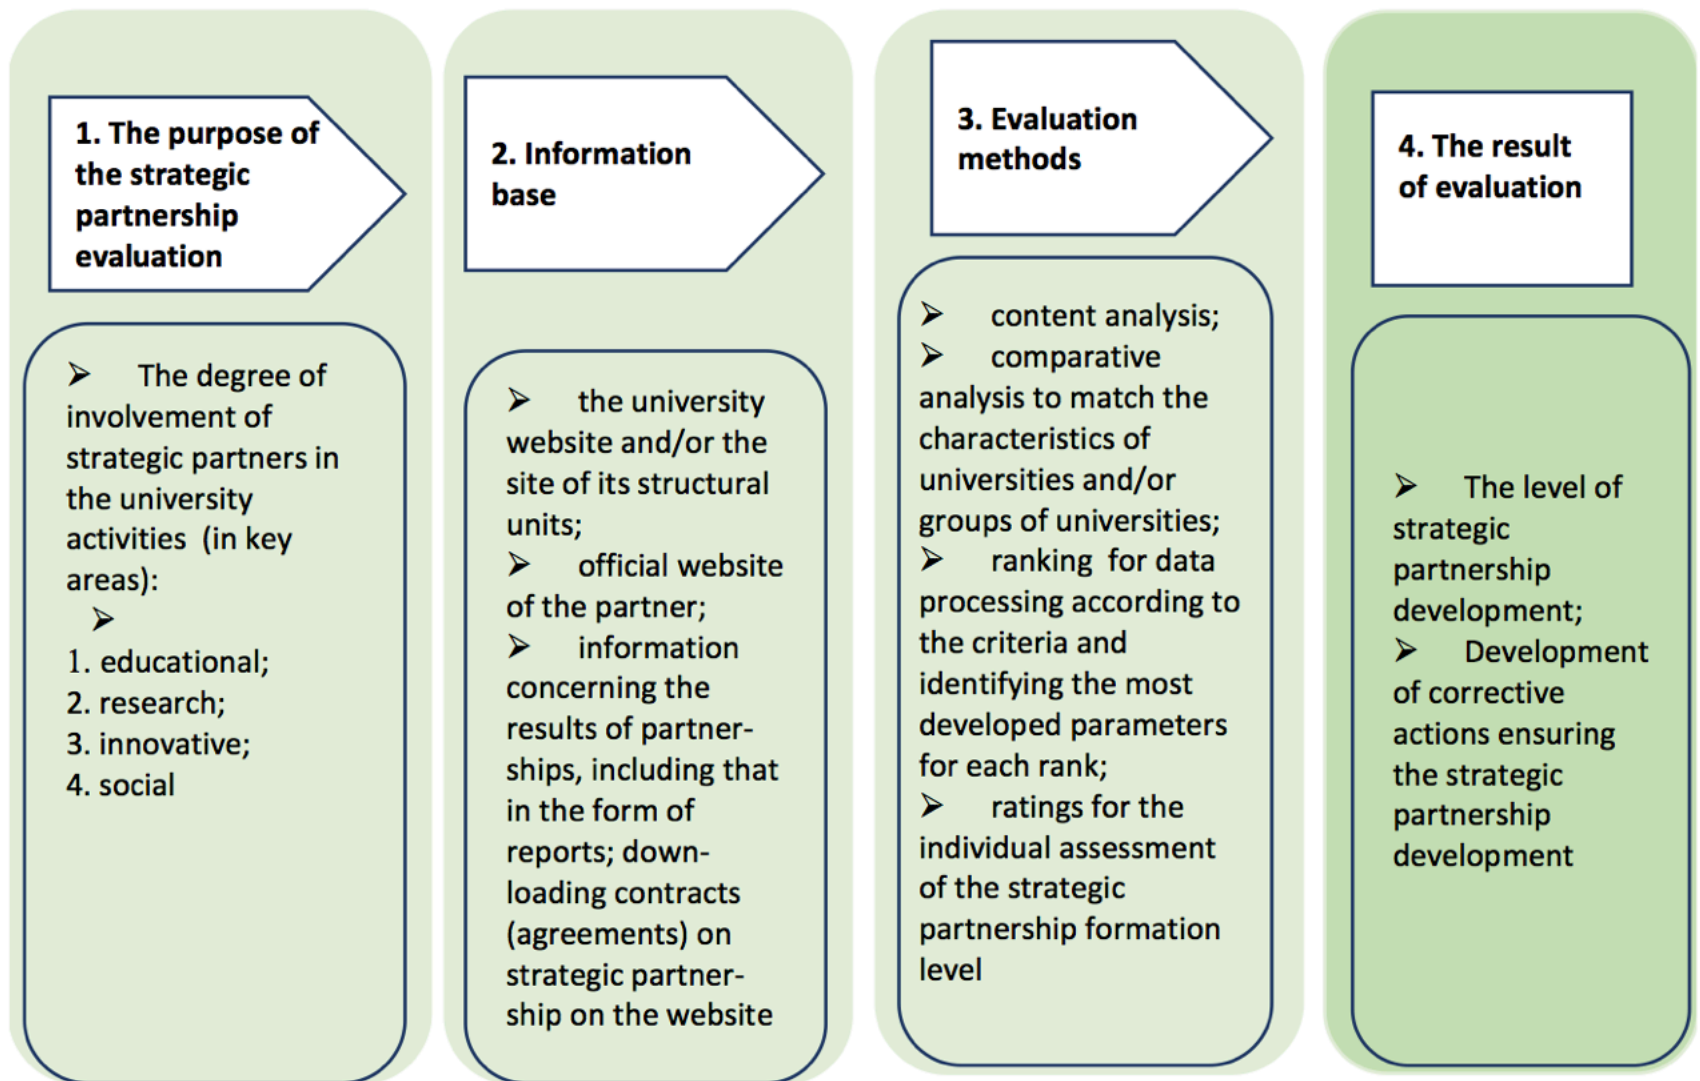 1. The purpose of
the strategic
partnership
evaluation
➢ The degree of
involvement of
strategic partners in
the university
activities (in key
areas):
➢
1. educational;
2. research;
3. innovative;
4. social
2. Information
base
➢ the university
website and/or the
site of its structural
units;
➢ official website
of the partner;
➢ information
concerning the
results of partner-
ships, including that
in the form of
reports; down-
loading contracts
(agreements) on
strategic partner-
ship on the website
3. Evaluation
methods
➢ content analysis;
➢ comparative
analysis to match the
characteristics of
universities and/or
groups of universities;
➢ ranking for data
processing according to
the criteria and
identifying the most
developed parameters
for each rank;
➢ ratings for the
individual assessment
of the strategic
partnership formation
level
4. The result
of evaluation
➢ The level of
strategic
partnership
development;
➢ Development
of corrective
actions ensuring
the strategic
partnership
development